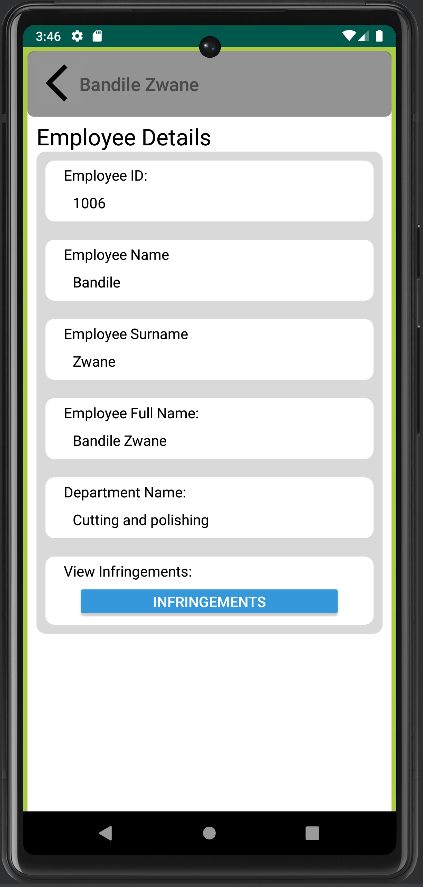 3:46
Bandile Zwane
Employee Details
Employee ID:
1006
Employee Name
Bandile
Employee Surname
Zwane
Employee Full Name:
Bandile Zwane
Department Name:
Cutting and polishing
View Infringements:
INFRINGEMENTS